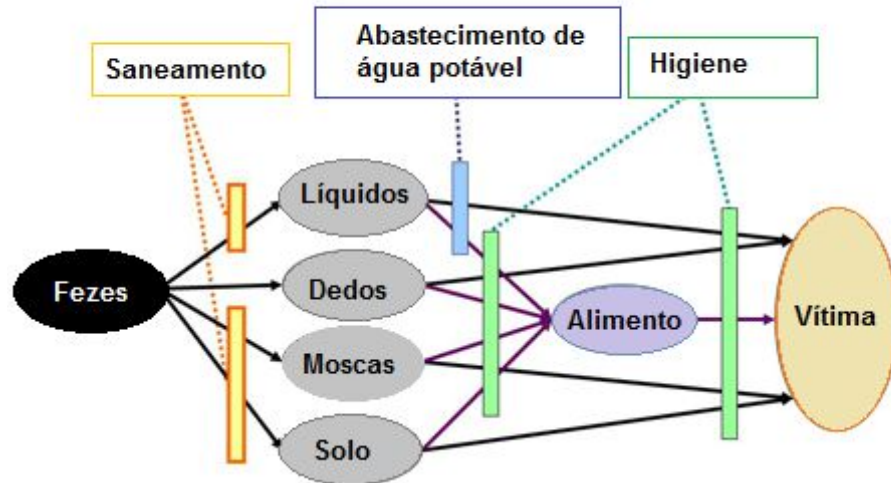 Saneamento
Abastecimento de
água potável
Higiene
Líquidos
Fezes
Dedos
Alimento
Vítima
Moscas
Solo